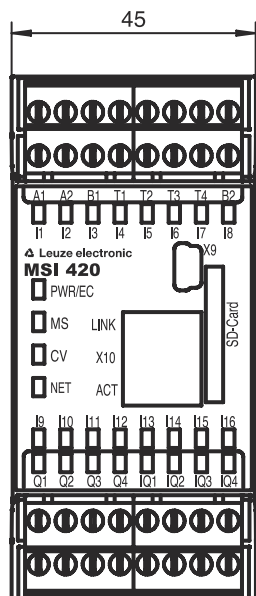 45
A1 A2 B1 T1 T2 T3 T4 B2
I1 I2 I3 I4 I5 I6 I7 I8
Leuze electronic
X9
MSI 420
PWR/EC
MS LINK
SD-Card
CV X10
NET ACT
I9 I10 I11 I12 I13 I14 I15 I16
Q1 Q2 Q3 Q4 IQ1 IQ2 IQ3 IQ4